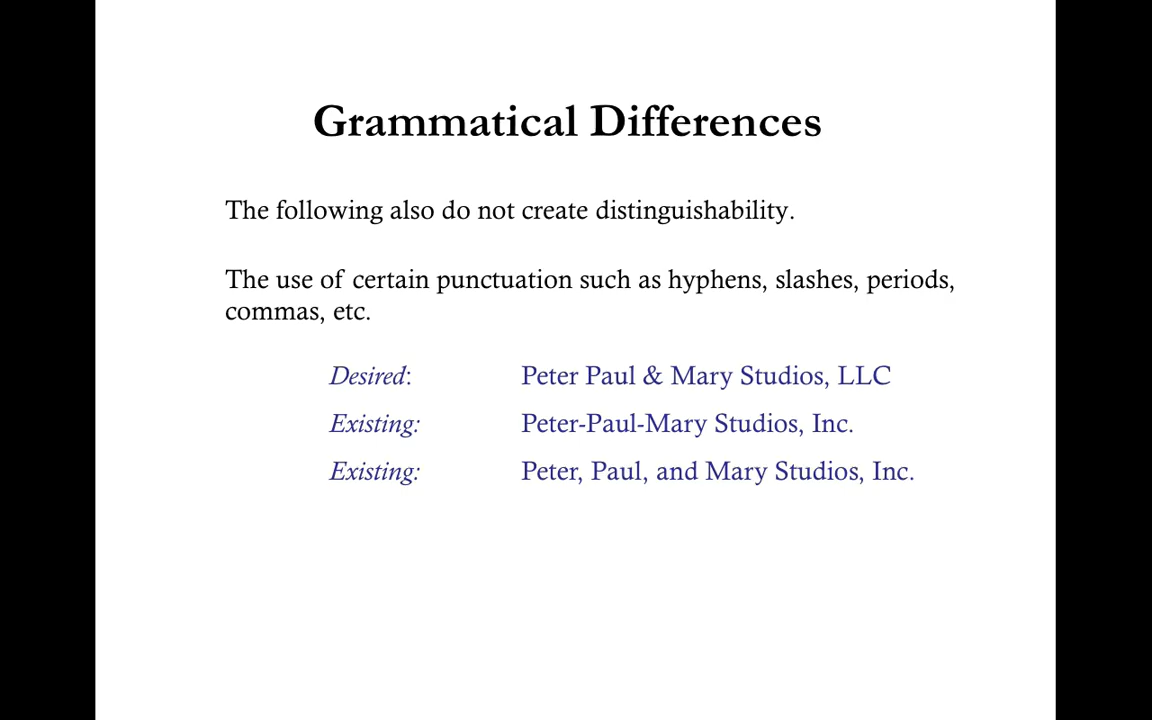 Grammatical Differences
The following also do not create distinguishability.
The use of certain punctuation such as hyphens, slashes, periods,
commas, etc.
Desired: Peter Paul & Mary Studios, LLC
Existing: Peter-Paul-Mary Studios, Inc.
Existing: Peter, Paul, and Mary Studios, Inc.